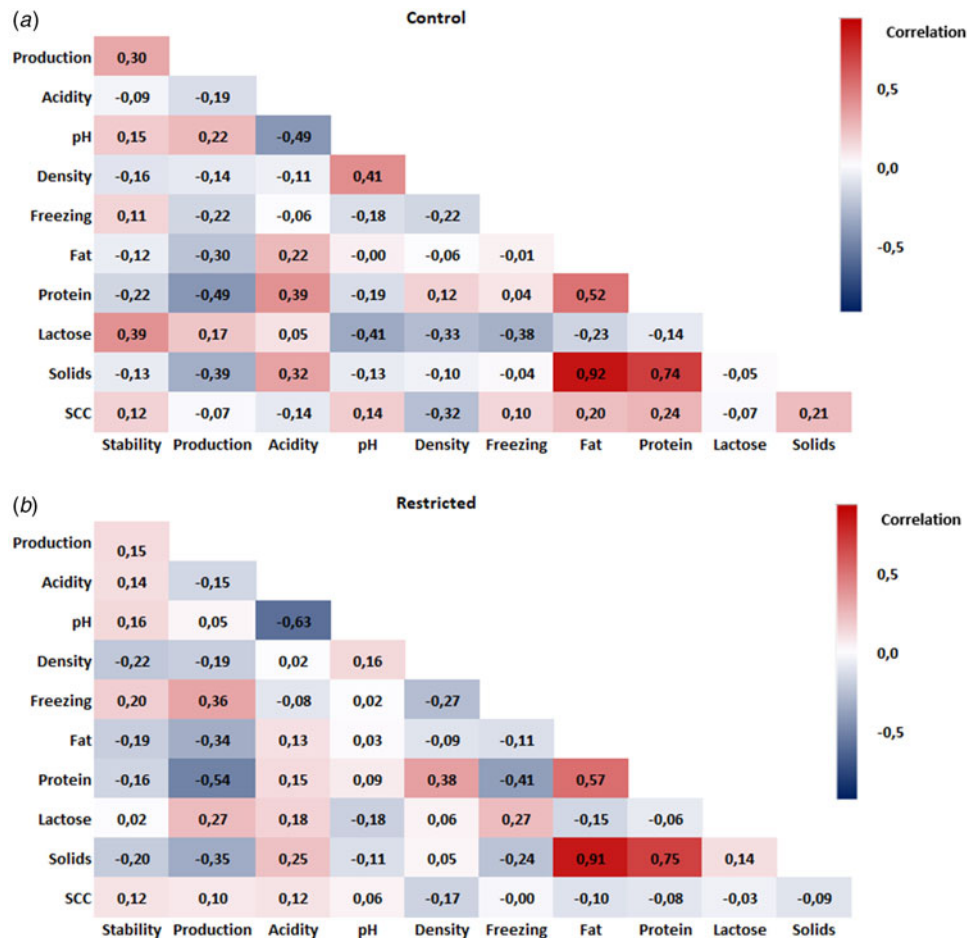 (a) Control
Correlation
Production 0,30
Acidity -0,09 -0,19
0,5
pH 0,15 0,22 -0,49
Density -0,16 -0,14 -0,11 0,41
0,0
Freezing 0,11 -0,22 -0,06 -0,18 -0,22
Fat -0,12 -0,30 0,22 -0,00 -0,06 -0,01
-0,5
Protein -0,22 -0,49 0,39 -0,19 0,12 0,04 0,52
Lactose 0,39 0,17 0,05 -0,41 -0,33 -0,38 -0,23 -0,14
Solids -0,13 -0,39 0,32 -0,13 -0,10 -0,04 0,92 0,74 -0,05
SCC 0,12 -0,07 -0,14 0,14 -0,32 0,10 0,20 0,24 -0,07 0,21
Stability Production Acidity pH Density Freezing Fat Protein Lactose Solids
(b) Restricted
Correlation
Production 0,15
Acidity 0,14 -0,15
0,5
pH 0,16 0,05 -0,63
Density -0,22 -0,19 0,02 0,16
0,0
Freezing 0,20 0,36 -0,08 0,02 -0,27
Fat -0,19 -0,34 0,13 0,03 -0,09 -0,11
-0,5
Protein -0,16 -0,54 0,15 0,09 0,38 -0,41 0,57
Lactose 0,02 0,27 0,18 -0,18 0,06 0,27 -0,15 -0,06
Solids -0,20 -0,35 0,25 -0,11 0,05 -0,24 0,91 0,75 0,14
SCC 0,12 0,10 0,12 0,06 -0,17 -0,00 -0,10 -0,08 -0,03 -0,09
Stability Production Acidity pH Density Freezing Fat Protein Lactose Solids